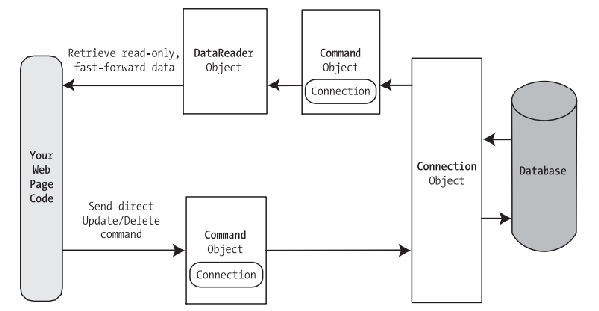 Retrieve read-only,
fast-forward data
DataReader
Object
Command
Object
Connection
Your
Web
Page
Code
Connection
Object
Database
Send direct
Update/Delete
command
Command
Object
Connection